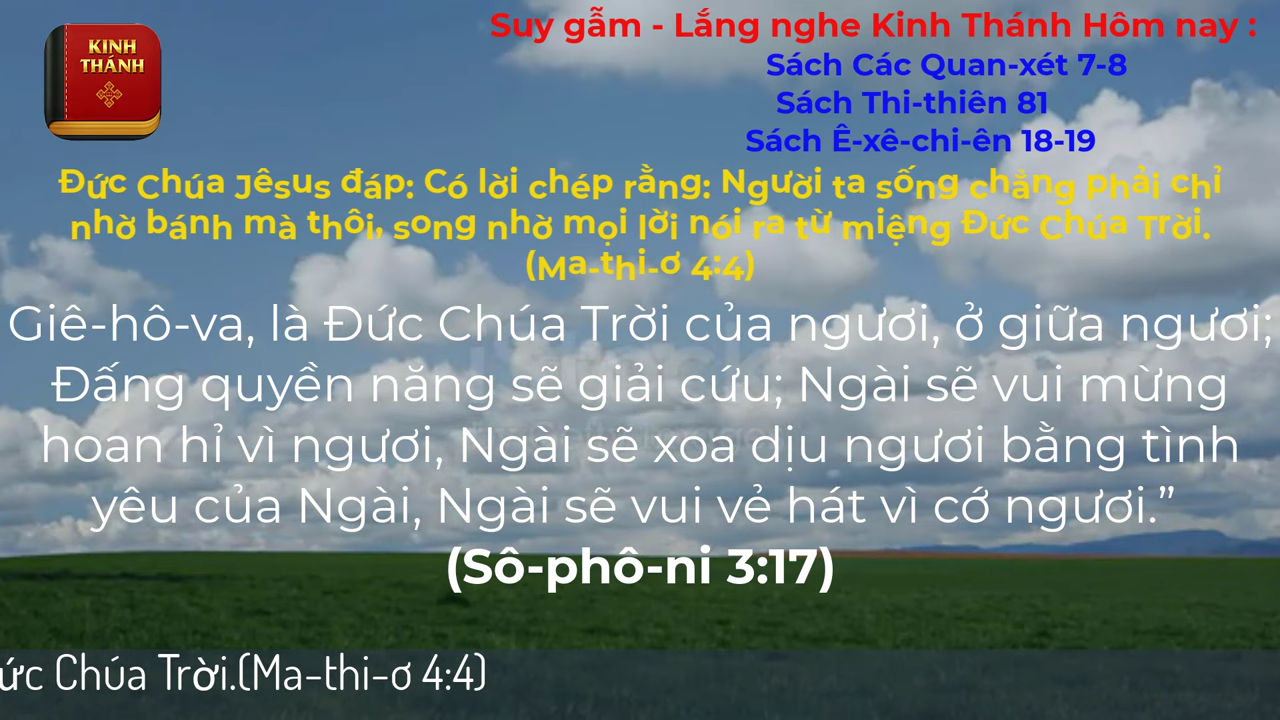 KINH
THÁNH
Suy gẫm - Lắng nghe Kinh Thánh Hôm nay :
Sách Các Quan-xét 7-8
Sách Thi-thiên 81
Sách Ê-xê-chi-ên 18-19
Đức Chúa Jêsus đáp: Có lời chép rằng: Người ta sống chẳng phải chỉ
nhờ bánh mà thôi, song nhờ mọi lời nói ra từ miệng Đức Chúa Trời.
(Ma-thi-ơ 4:4)
Giê-hô-va, là Đức Chúa Trời của ngươi, ở giữa ngươi;
Đấng quyền năng sẽ giải cứu; Ngài sẽ vui mừng
hoan hỉ vì ngươi, Ngài sẽ xoa dịu ngươi bằng tình
yêu của Ngài, Ngài sẽ vui vẻ hát vì cớ ngươi.”
(Sô-phô-ni 3:17)
ức Chúa Trời.(Ma-thi-ơ 4:4)